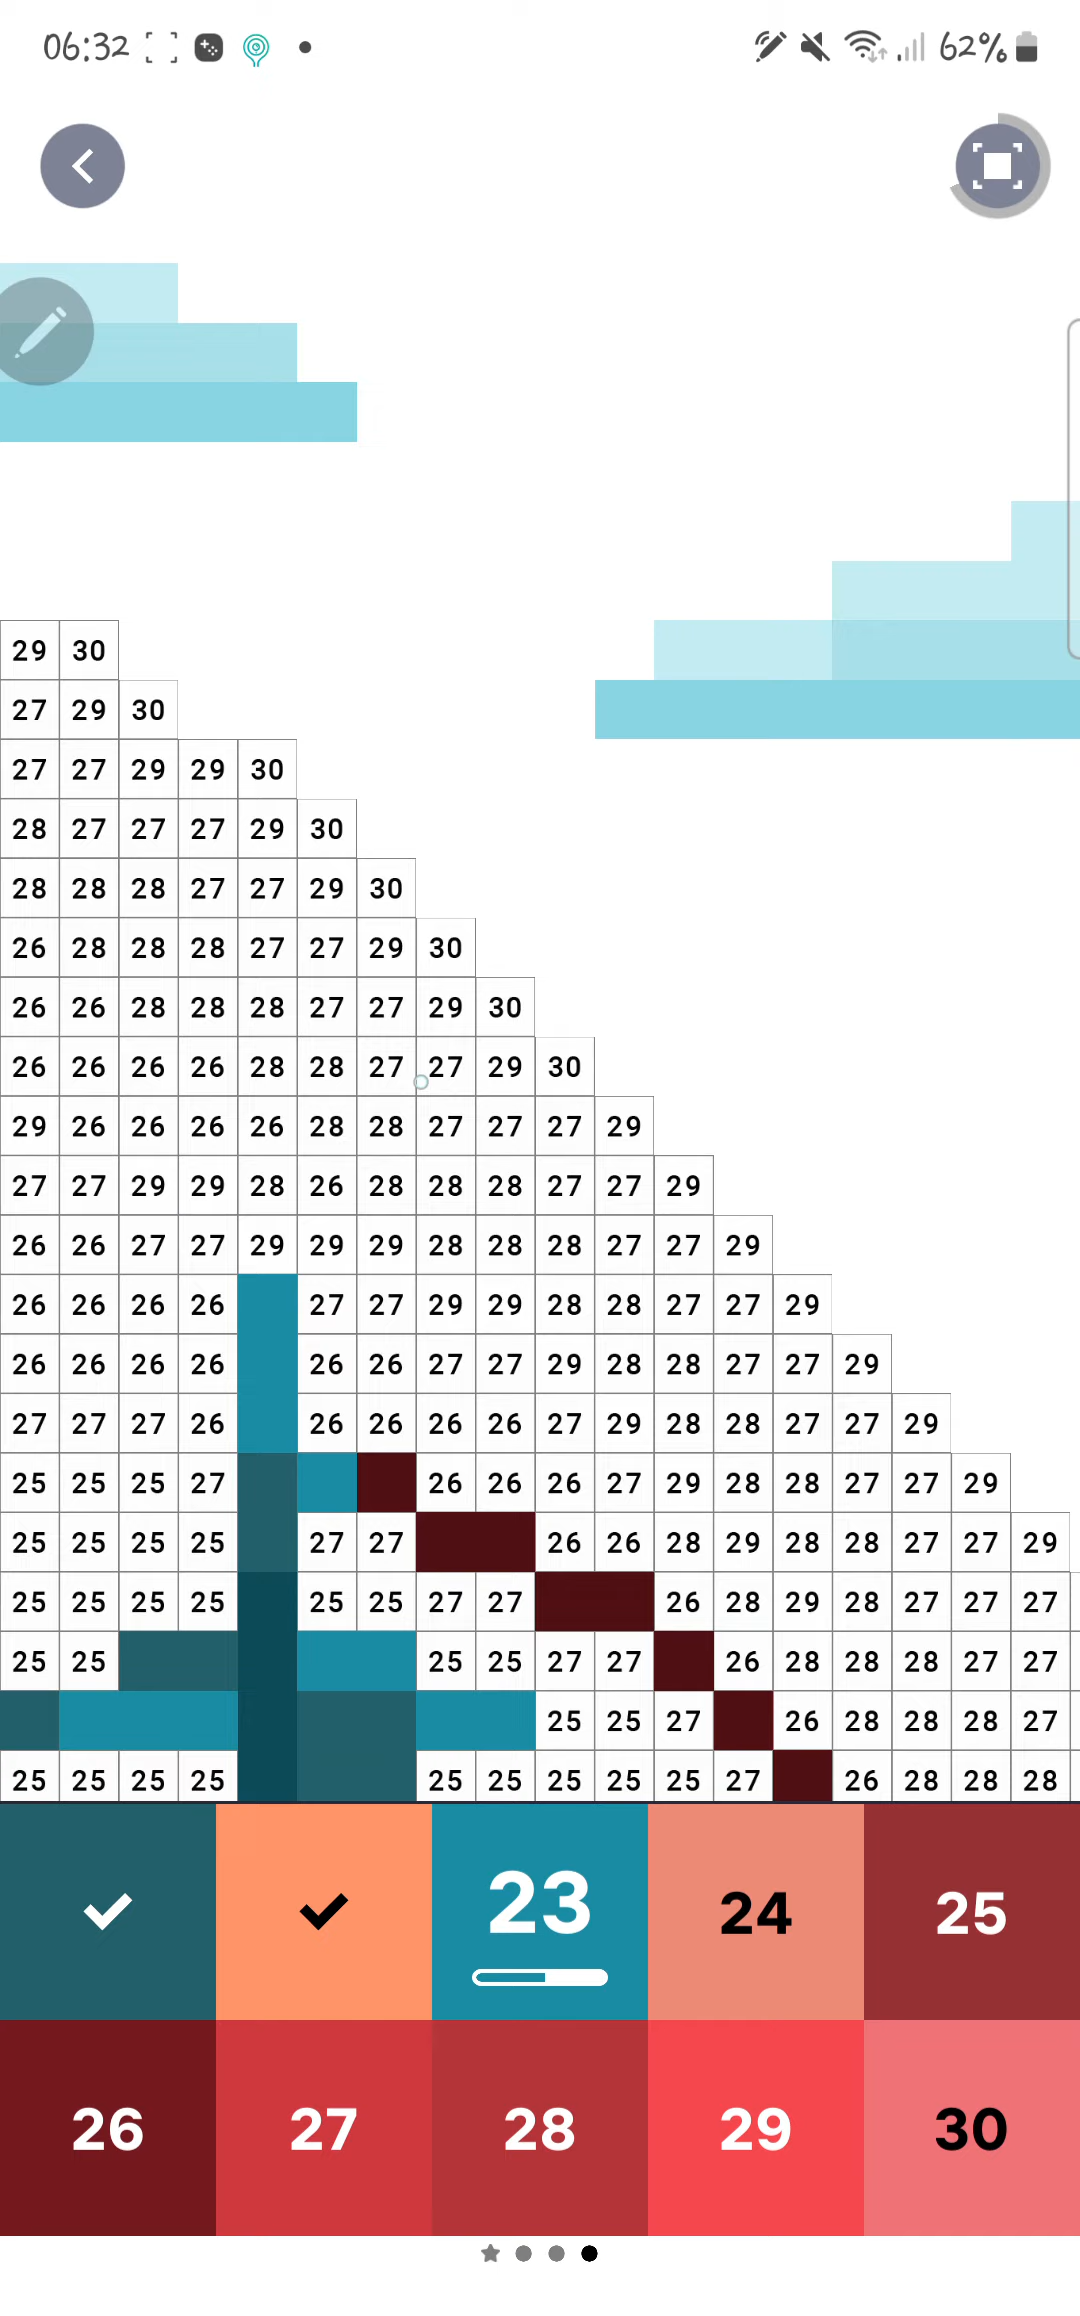 06:32 62%
29 30
27 29 30
27 27 29 29 30
28 27 27 27 29 30
28 28 28 27 27 29 30
26 28 28 28 27 27 29 30
26 26 28 28 28 27 27 29 30
26 26 26 26 28 28 27 27 29 30
29 26 26 26 26 28 28 27 27 27 29
27 27 29 29 28 26 28 28 28 27 27 29
26 26 27 27 29 29 29 28 28 28 27 27 29
26 26 26 26 27 27 29 29 28 28 27 27 29
26 26 26 26 26 26 27 27 29 28 28 27 27 29
27 27 27 26 26 26 26 26 27 29 28 28 27 27 29
25 25 25 27 26 26 26 27 29 28 28 27 27 29
25 25 25 25 27 27 26 26 28 29 28 28 27 27 29
25 25 25 25 25 25 27 27 26 28 29 28 27 27 27
25 25 25 25 27 27 26 28 28 28 27 27
25 25 27 26 28 28 28 27
25 25 25 25 25 25 25 25 25 27 26 28 28 28
23 24 25
26 27 28 29 30